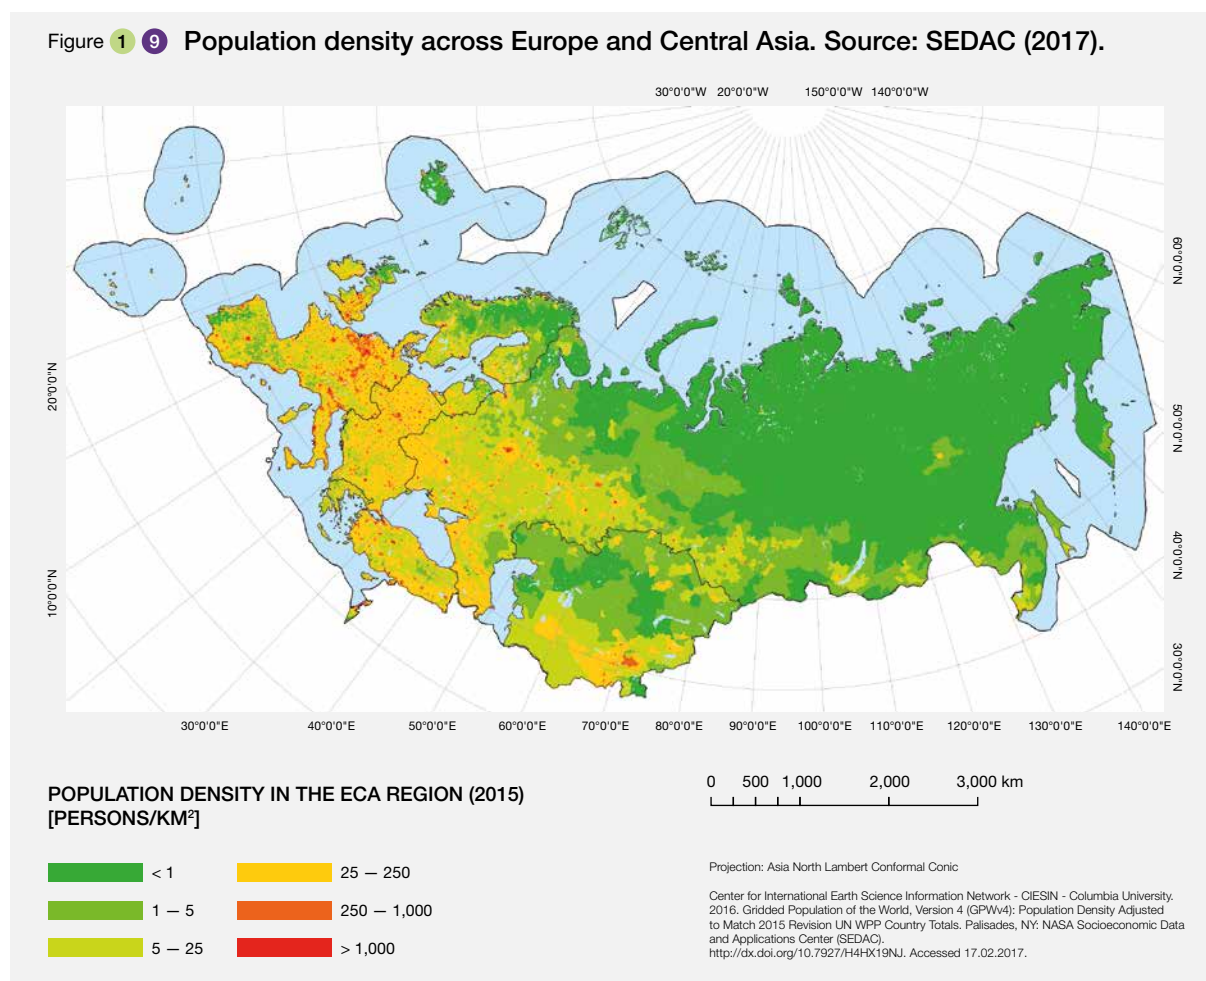 Figure 1 9 Population density across Europe and Central Asia. Source: SEDAC (2017).
30°0'0"W 20°0'0"W 150°0'0"W 140°0'0"W
60°0'0"N
20°0'0"N
50°0'0"N
40°0'0"N
10°0'0"N
30°0'0"N
30°0'0"E 40°0'0"E 50°0'0"E 60°0'0"E 70°0'0"E 80°0'0"E 90°0'0"E 100°0'0"E 110°0'0"E 120°0'0"E 130°0'0"E 140°0'0"E
POPULATION DENSITY IN THE ECA REGION (2015)
[PERSONS/KM²]
< 1
1 — 5
5 — 25
25 — 250
250 — 1,000
> 1,000
0 500 1,000 2,000 3,000 km
Projection: Asia North Lambert Conformal Conic
Center for International Earth Science Information Network - CIESIN - Columbia University.
2016. Gridded Population of the World, Version 4 (GPWv4): Population Density Adjusted
to Match 2015 Revision UN WPP Country Totals. Palisades, NY: NASA Socioeconomic Data
and Applications Center (SEDAC).
http://dx.doi.org/10.7927/H4HX19NJ. Accessed 17.02.2017.